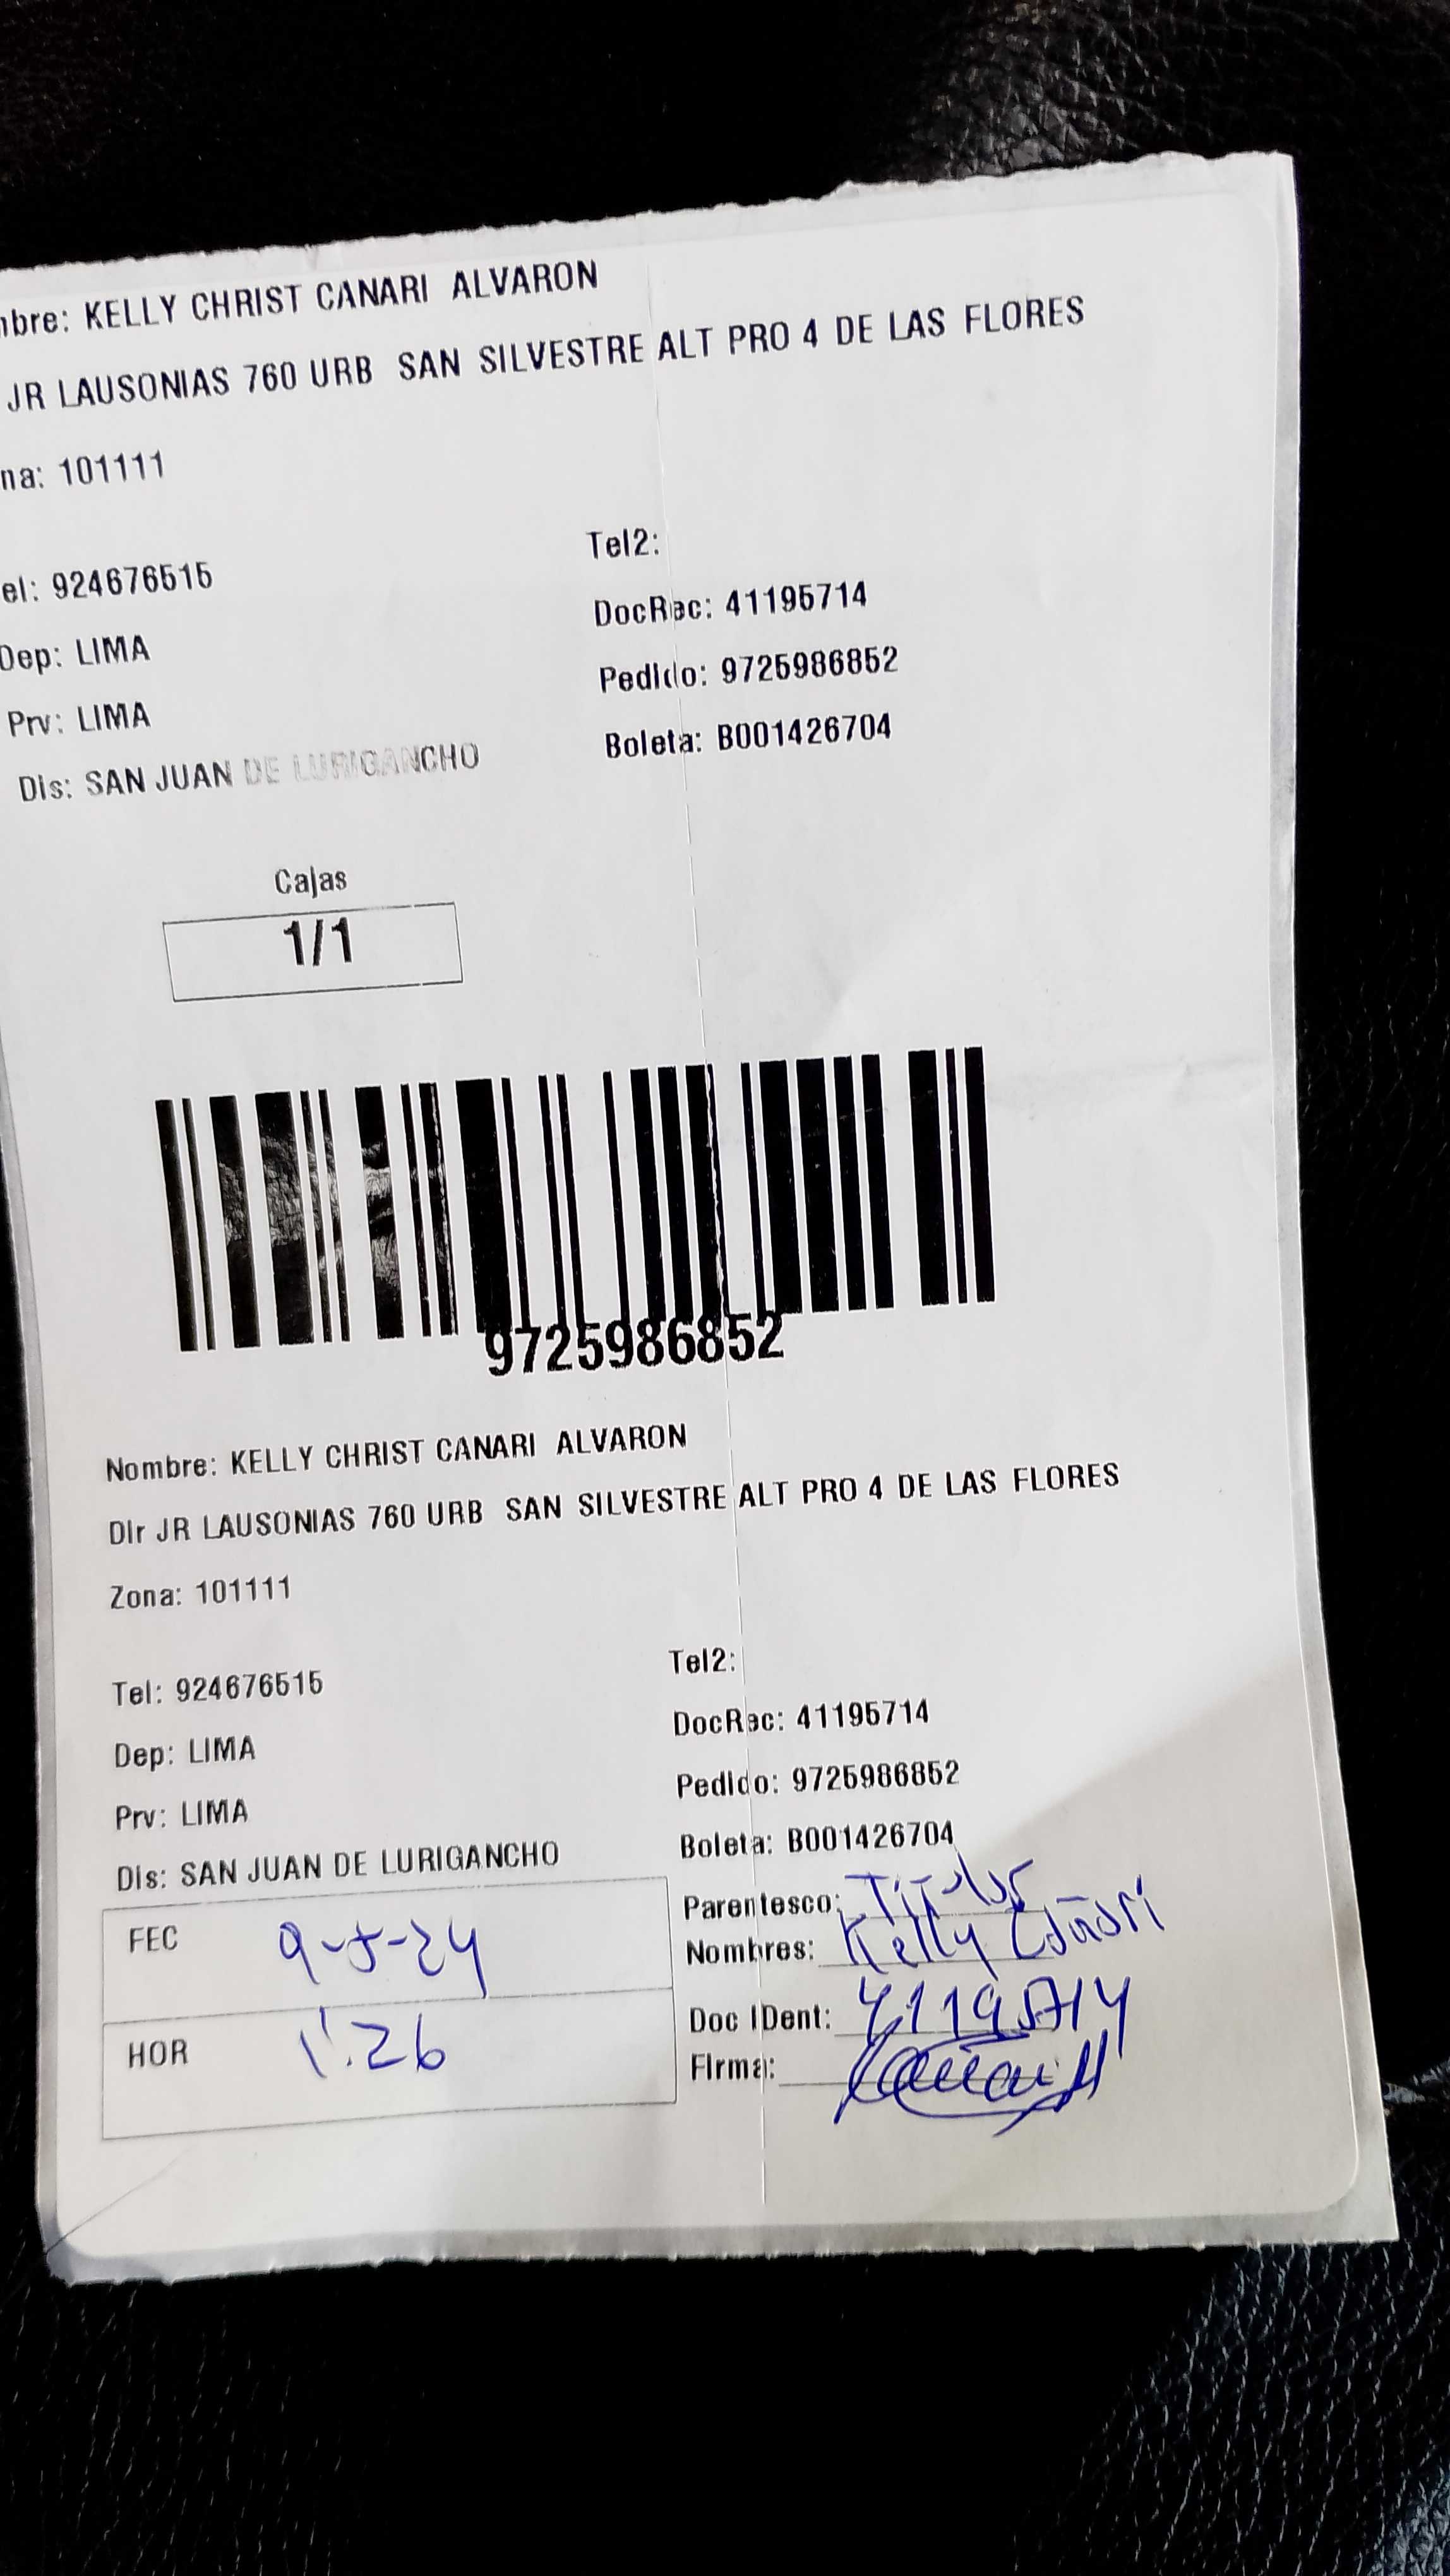 nbre: KELLY CHRIST CANARI ALVARON
JR LAUSONIAS 760 URB SAN SILVESTRE ALT PRO 4 DE LAS FLORES
na: 101111
el: 924676515
Tel2:
Dep: LIMA
DocRec: 41195714
Prv: LIMA
Pedido: 9725986852
Dis: SAN JUAN DE LURIGANCHO
Boleta: B001426704
Cajas
1/1
9725986852
Nombre: KELLY CHRIST CANARI ALVARON
Dir JR LAUSONIAS 760 URB SAN SILVESTRE ALT PRO 4 DE LAS FLORES
Zona: 101111
Tel: 924676515
Tel2:
Dep: LIMA
DocRec: 41195714
Prv: LIMA
Pedido: 9725986852
Dis: SAN JUAN DE LURIGANCHO
Boleta: B001426704
FEC 9-5-24
Parentesco: Titular
Nombres: Kelly Cañari
HOR 1:26
Doc IDent: 41195714
Firma: